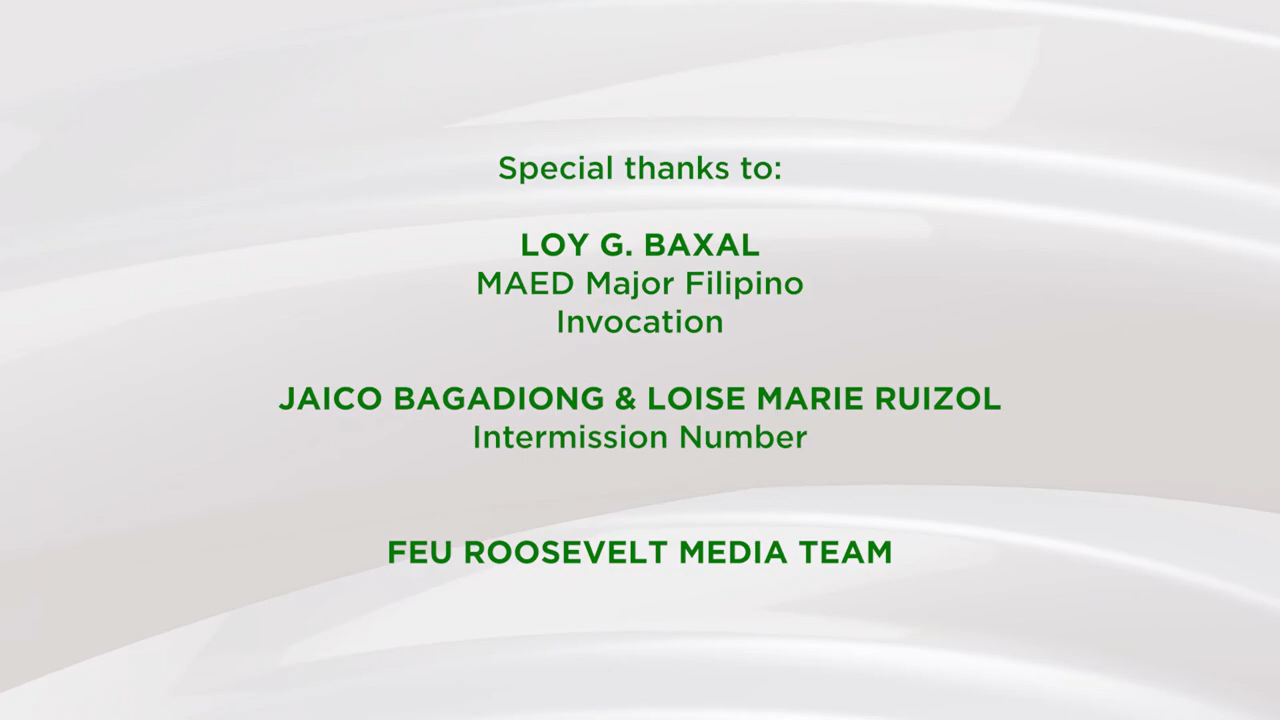 Special thanks to:
LOY G. BAXAL
MAED Major Filipino
Invocation
JAICO BAGADIONG & LOISE MARIE RUIZOL
Intermission Number
FEU ROOSEVELT MEDIA TEAM